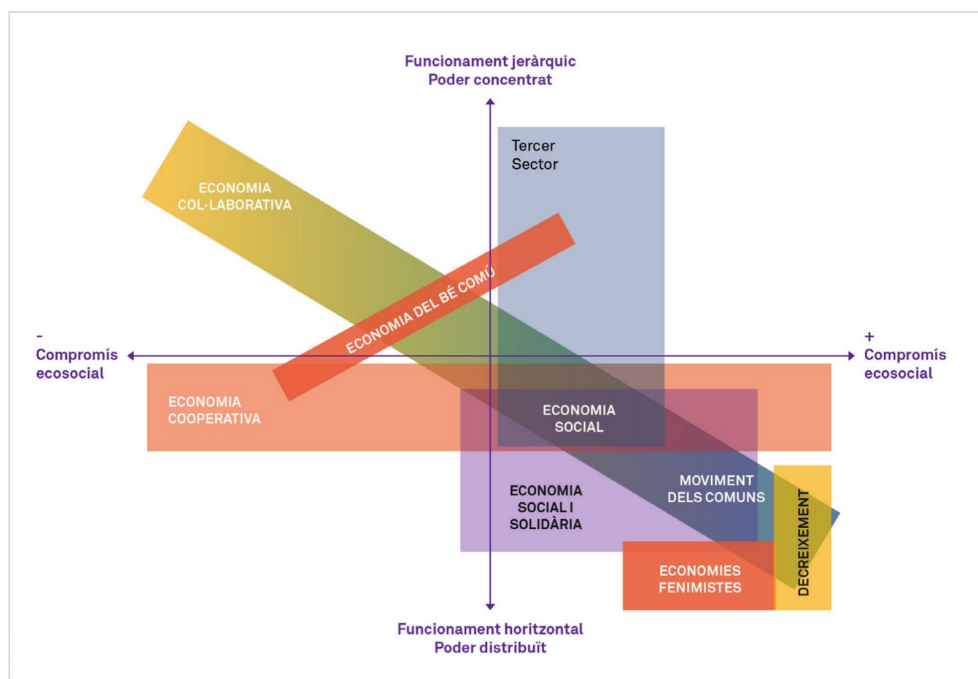 Funcionament jeràrquic
Poder concentrat
Tercer
Sector
ECONOMIA
COL·LABORATIVA
ECONOMIA DEL BÉ COMÚ
-
Compromís
ecosocial
+
Compromís
ecosocial
ECONOMIA
COOPERATIVA
ECONOMIA
SOCIAL
ECONOMIA
SOCIAL I
SOLIDÀRIA
MOVIMENT
DELS COMUNS
DECREIXEMENT
ECONOMIES
FENIMISTES
Funcionament horitzontal
Poder distribuït